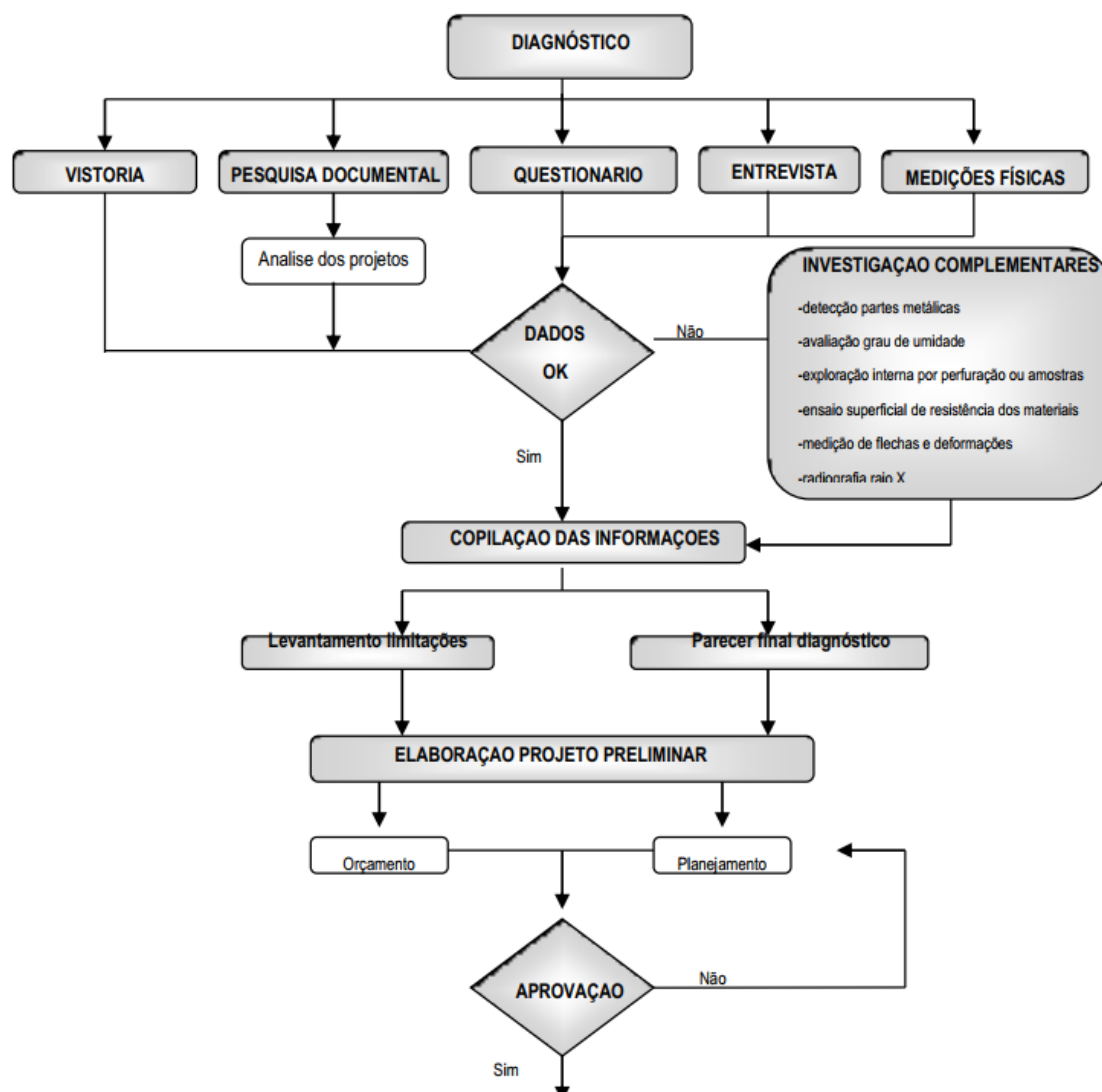 DIAGNÓSTICO
VISTORIA
PESQUISA DOCUMENTAL
QUESTIONARIO
ENTREVISTA
MEDIÇÕES FÍSICAS
Analise dos projetos
INVESTIGAÇAO COMPLEMENTARES
-detecção partes metálicas
-avaliação grau de umidade
-exploração interna por perfuração ou amostras
-ensaio superficial de resistência dos materiais
-medição de flechas e deformações
-radiografia raio X
DADOS
OK
Não
Sim
COPILAÇAO DAS INFORMAÇOES
Levantamento limitações
Parecer final diagnóstico
ELABORAÇAO PROJETO PRELIMINAR
Orçamento
Planejamento
APROVAÇAO
Não
Sim